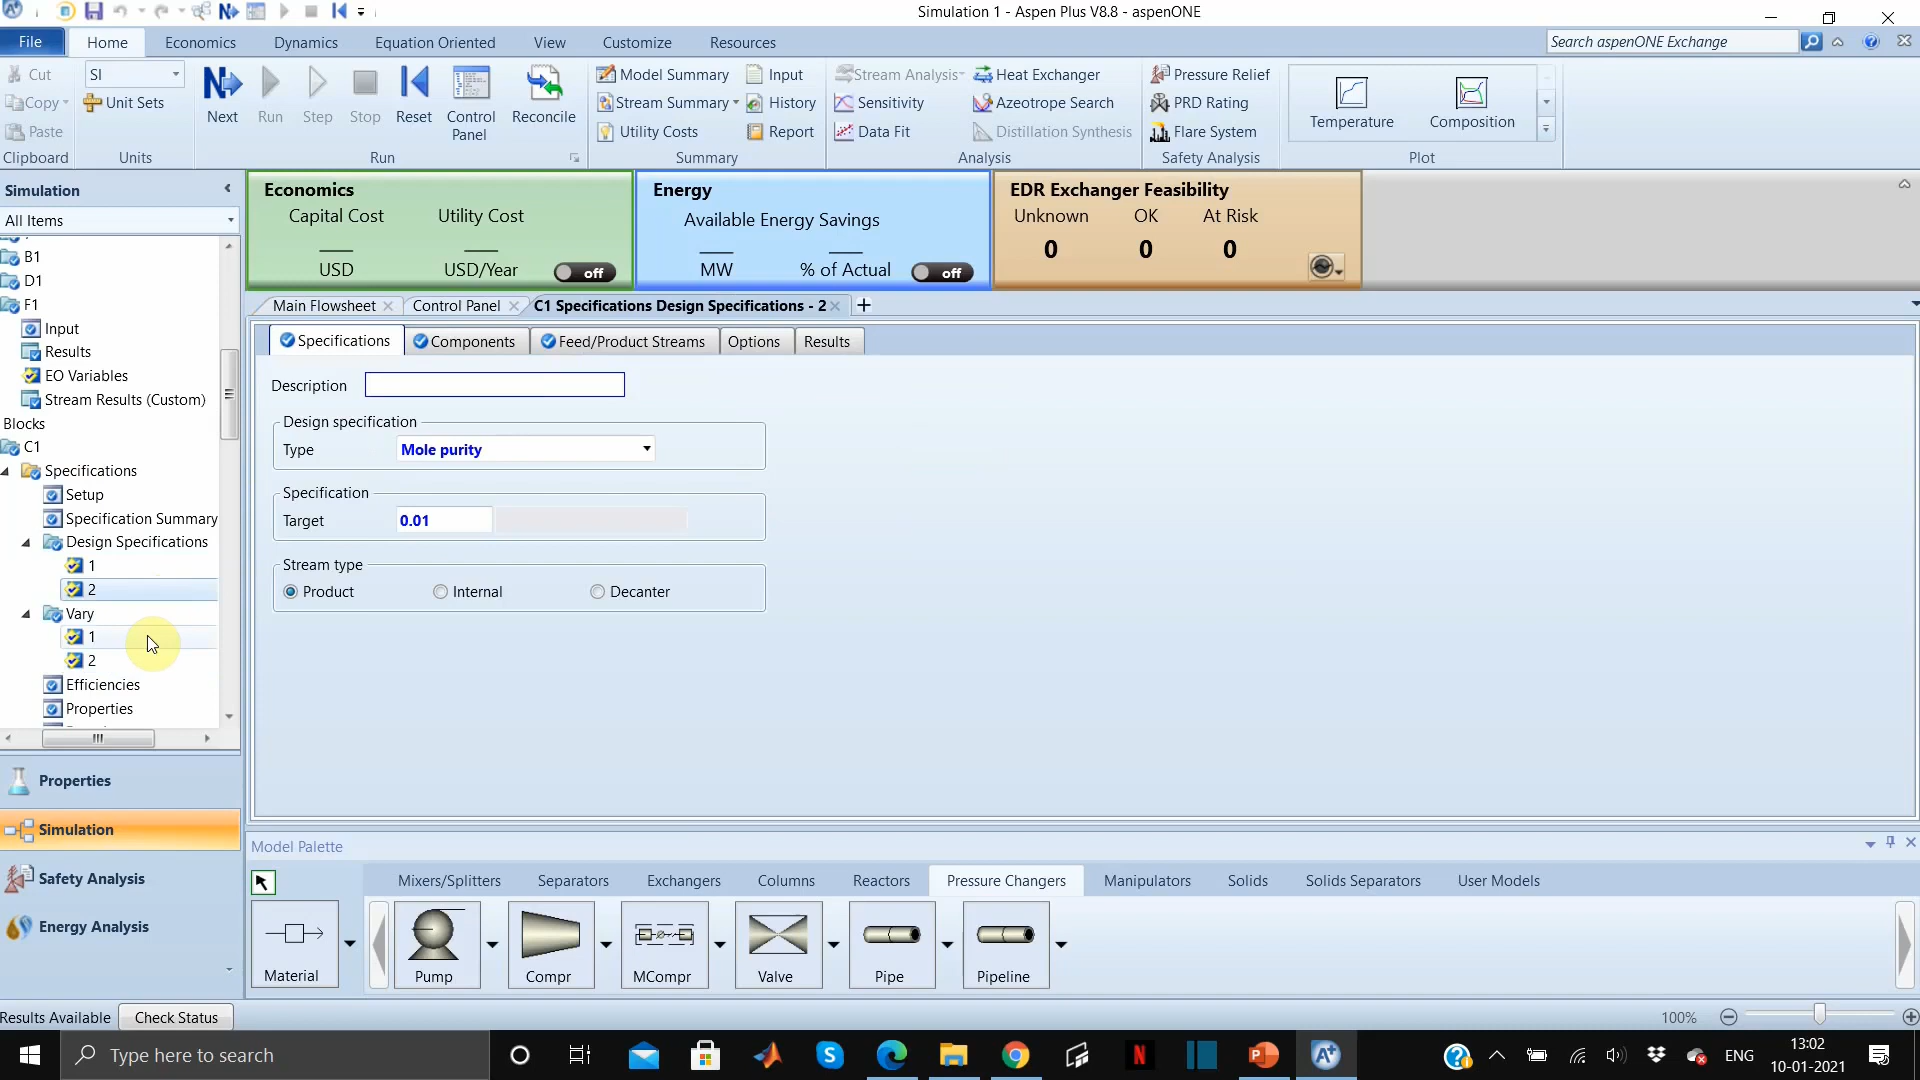 Simulation 1 - Aspen Plus V8.8 - aspenONE
File Home Economics Dynamics Equation Oriented View Customize Resources Search aspenONE Exchange
Cut SI Model Summary Input Stream Analysis Heat Exchanger Pressure Relief
Copy Unit Sets Stream Summary History Sensitivity Azeotrope Search PRD Rating
Paste Utility Costs Report Data Fit Distillation Synthesis Flare System
Next Run Step Stop Reset Control Panel Reconcile Temperature Composition
Clipboard Units Run Summary Analysis Safety Analysis Plot
Simulation
All Items
B1
D1
F1
Input
Results
EO Variables
Stream Results (Custom)
Blocks
C1
Specifications
Setup
Specification Summary
Design Specifications
1
2
Vary
1
2
Efficiencies
Properties
Properties
Simulation
Safety Analysis
Energy Analysis
Economics
Capital Cost Utility Cost
USD USD/Year off
Energy
Available Energy Savings
MW % of Actual off
EDR Exchanger Feasibility
Unknown OK At Risk
0 0 0
Main Flowsheet Control Panel C1 Specifications Design Specifications - 2
Specifications Components Feed/Product Streams Options Results
Description
Design specification
Type Mole purity
Specification
Target 0.01
Stream type
Product Internal Decanter
Model Palette
Mixers/Splitters Separators Exchangers Columns Reactors Pressure Changers Manipulators Solids Solids Separators User Models
Material Pump Compr MCompr Valve Pipe Pipeline
Results Available Check Status 100%
Type here to search
ENG
13:02
10-01-2021